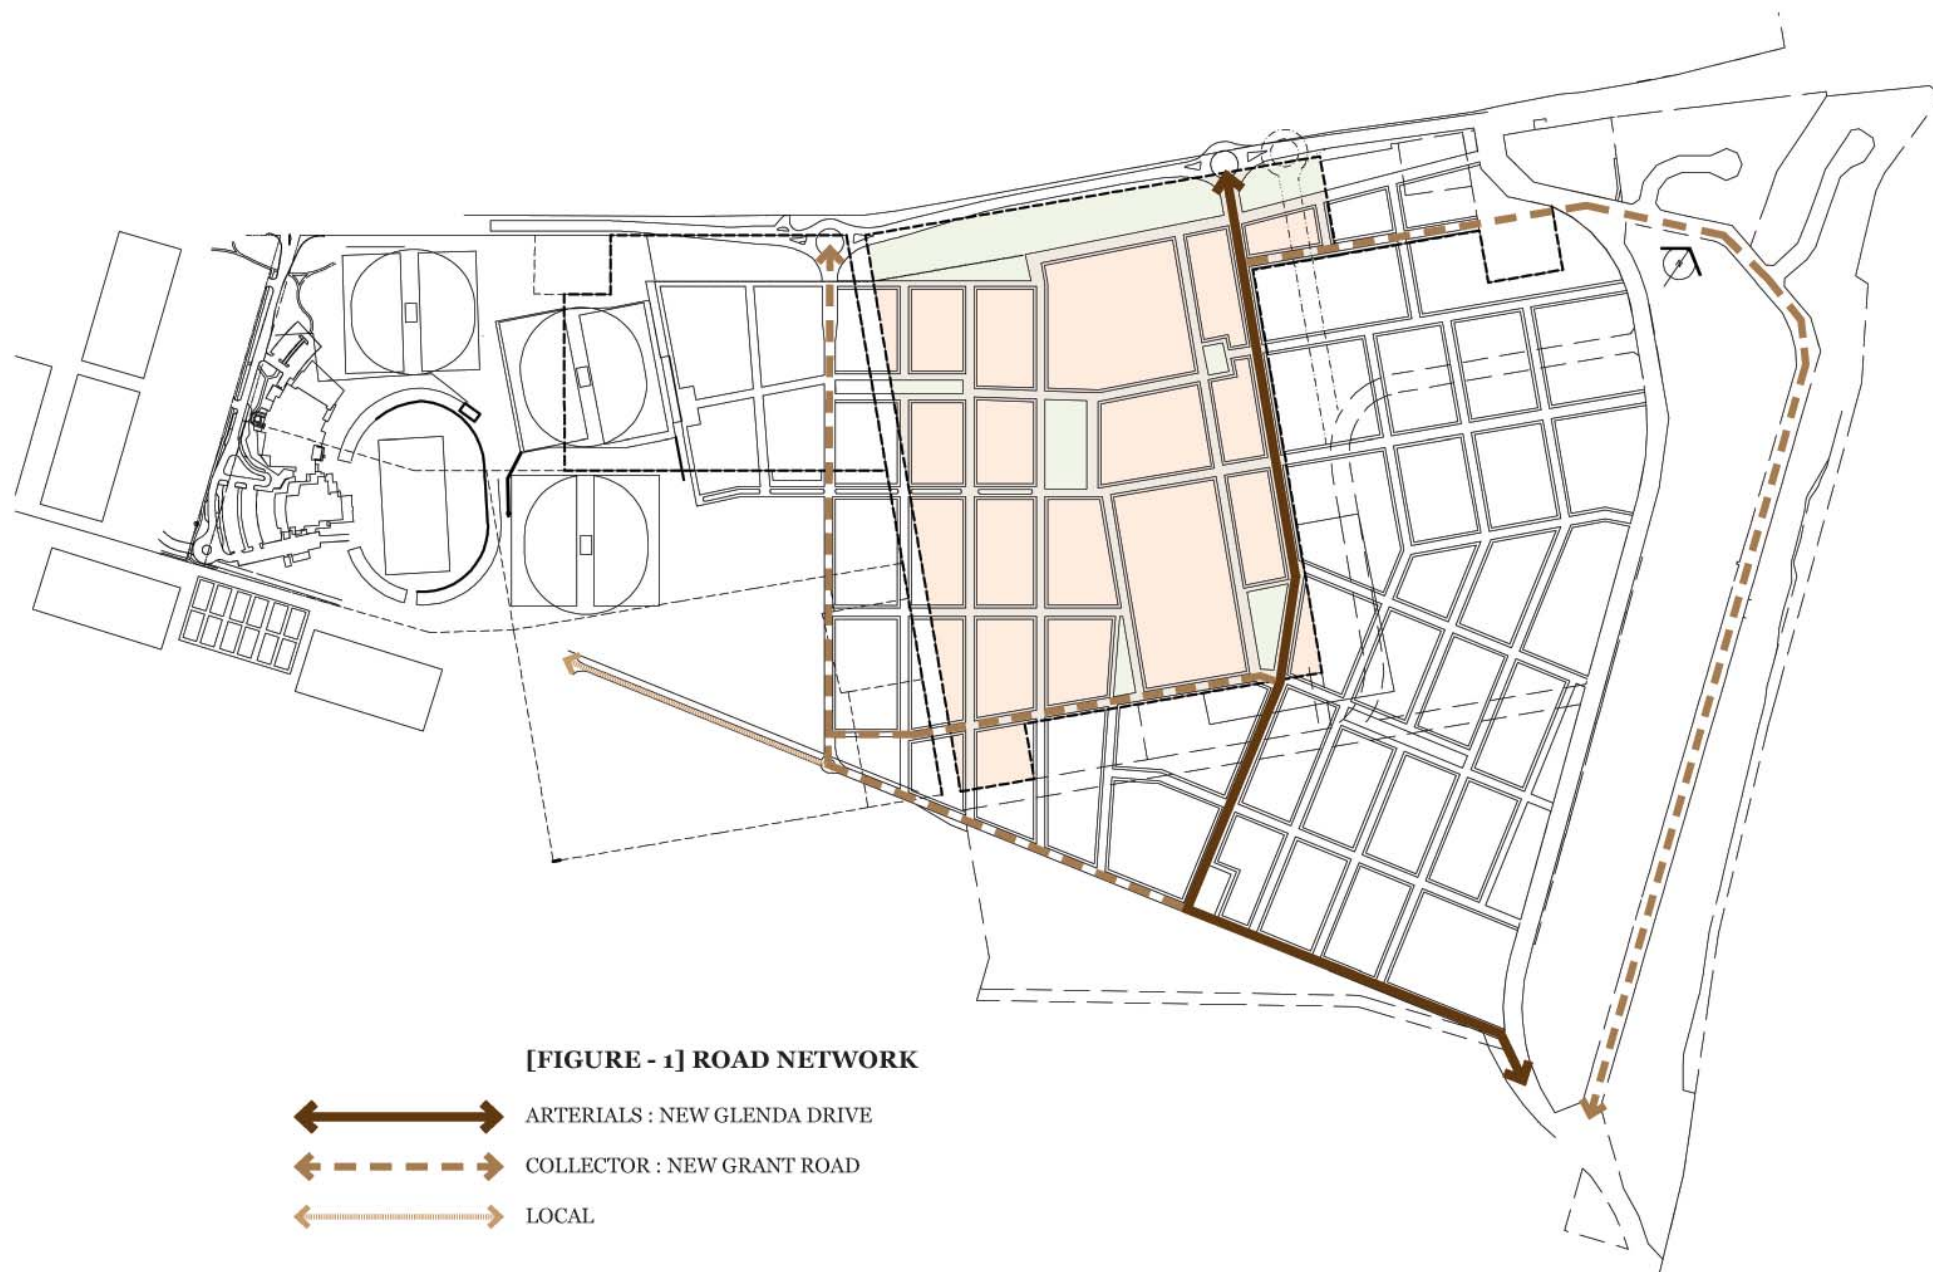 [FIGURE - 1] ROAD NETWORK
ARTERIALS : NEW GLENDA DRIVE
COLLECTOR : NEW GRANT ROAD
LOCAL